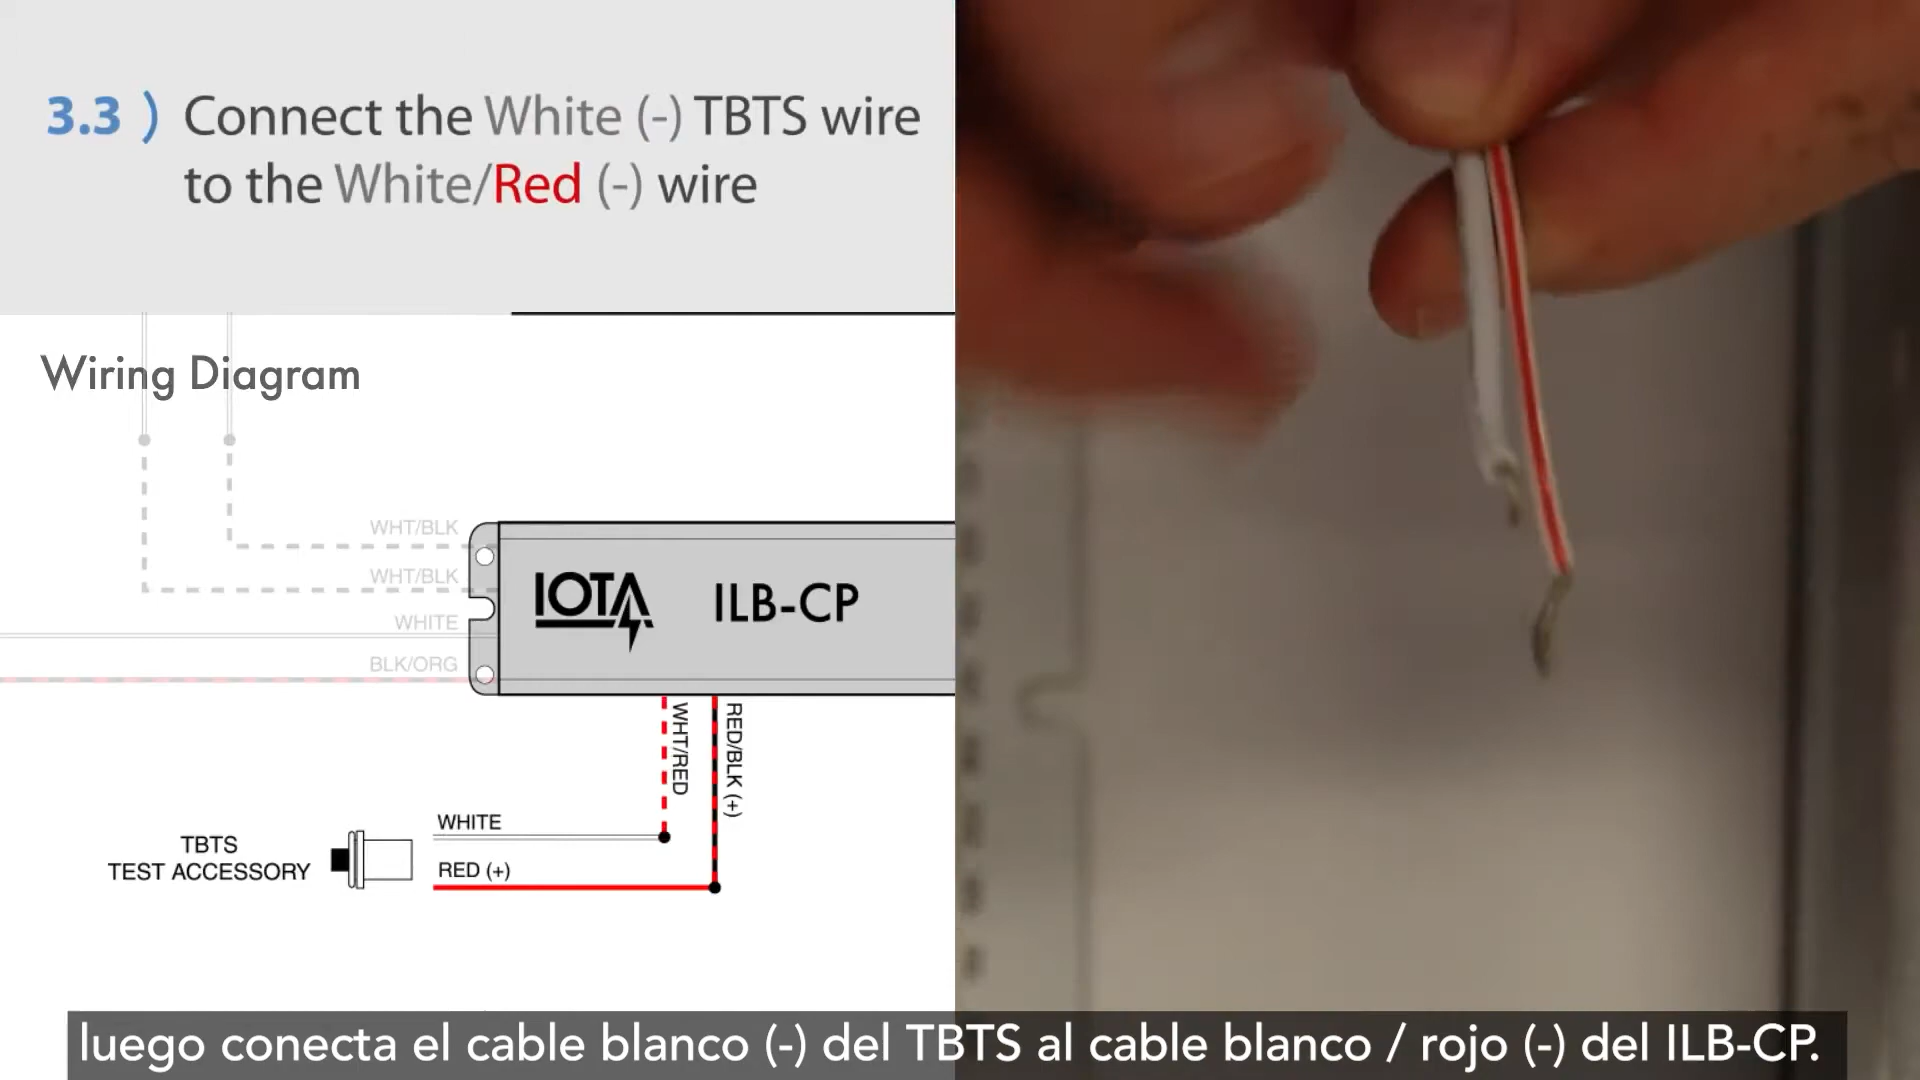 3.3 ) Connect the White (-) TBTS wire
to the White/Red (-) wire
Wiring Diagram
WHT/BLK
WHT/BLK
WHITE
BLK/ORG
IOTA ILB-CP
WHT/RED
RED/BLK (+)
WHITE
RED (+)
TBTS
TEST ACCESSORY
luego conecta el cable blanco (-) del TBTS al cable blanco / rojo (-) del ILB-CP.